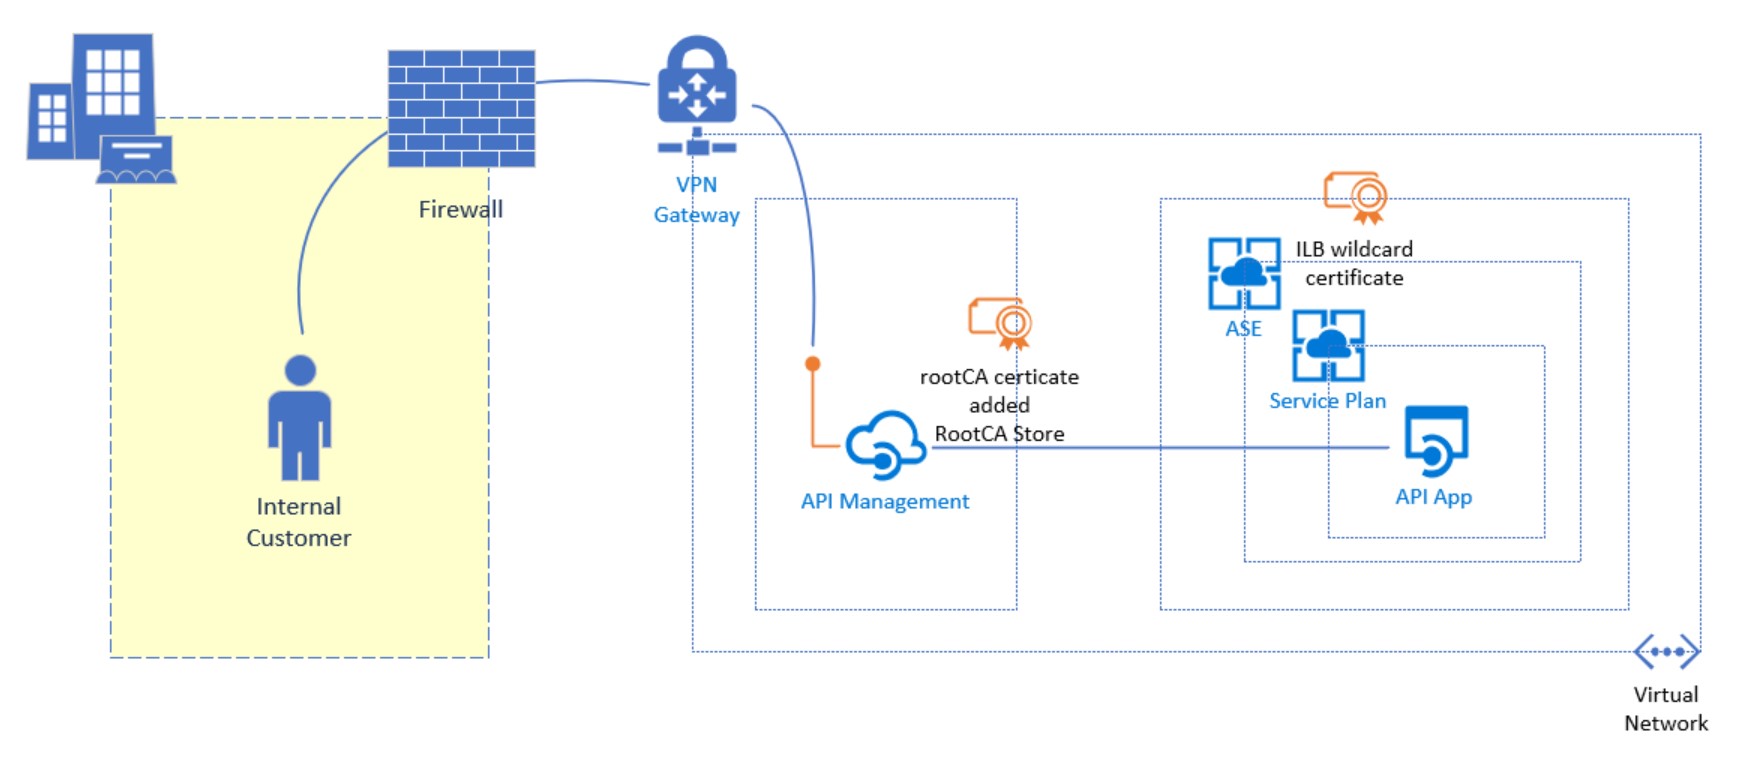 Firewall
VPN
Gateway
Internal
Customer
rootCA certicate
added
RootCA Store
API Management
ILB wildcard
certificate
ASE
Service Plan
API App
Virtual
Network